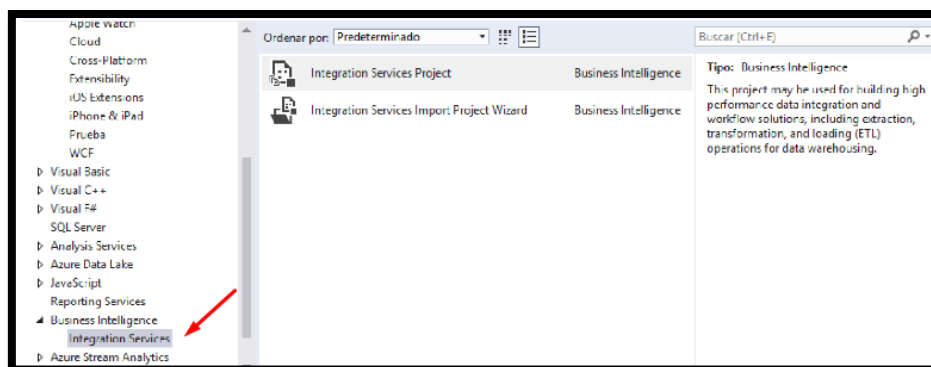 Apple Watch
Cloud
Cross-Platform
Extensibility
iOS Extensions
iPhone & iPad
Prueba
WCF
Visual Basic
Visual C++
Visual F#
SQL Server
Analysis Services
Azure Data Lake
JavaScript
Reporting Services
Business Intelligence
Integration Services
Azure Stream Analytics
Ordenar por: Predeterminado
Integration Services Project Business Intelligence
Integration Services Import Project Wizard Business Intelligence
Buscar (Ctrl+E)
Tipo: Business Intelligence
This project may be used for building high
performance data integration and
workflow solutions, including extraction,
transformation, and loading (ETL)
operations for data warehousing.